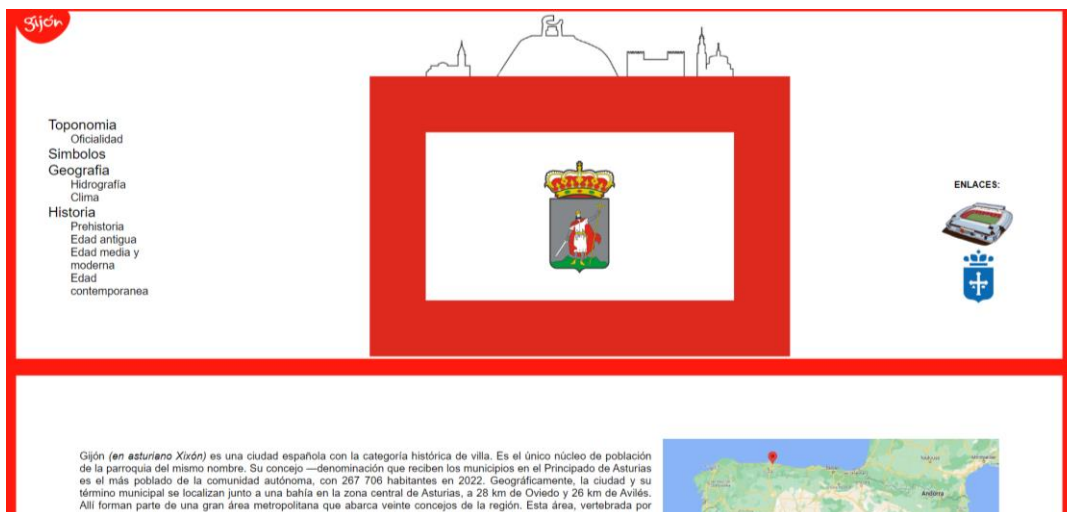 gijón
Toponomia
Oficialidad
Simbolos
Geografia
Hidrografía
Clima
Historia
Prehistoria
Edad antigua
Edad media y
moderna
Edad
contemporanea
ENLACES:
Gijón (en asturiano Xixón) es una ciudad española con la categoría histórica de villa. Es el único núcleo de población
de la parroquia del mismo nombre. Su concejo —denominación que reciben los municipios en el Principado de Asturias
es el más poblado de la comunidad autónoma, con 267 706 habitantes en 2022. Geográficamente, la ciudad y su
término municipal se localizan junto a una bahía en la zona central de Asturias, a 28 km de Oviedo y 26 km de Avilés.
Allí forman parte de una gran área metropolitana que abarca veinte concejos de la región. Esta área, vertebrada por
Andorra